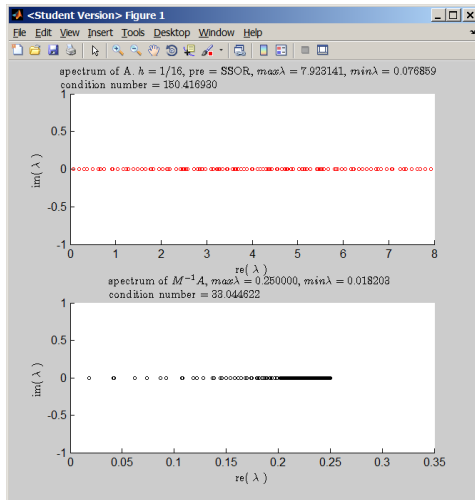 <Student Version> Figure 1
File Edit View Insert Tools Desktop Window Help
spectrum of A. h = 1/16, pre = SSOR, maxλ = 7.923141, minλ = 0.076859
condition number = 150.416930
1
0.5
0
-0.5
-1
im( λ )
0 1 2 3 4 5 6 7 8
re( λ )
spectrum of M⁻¹A, maxλ = 0.250000, minλ = 0.018203
condition number = 33.044622
1
0.5
0
-0.5
-1
im( λ )
0 0.05 0.1 0.15 0.2 0.25 0.3 0.35
re( λ )